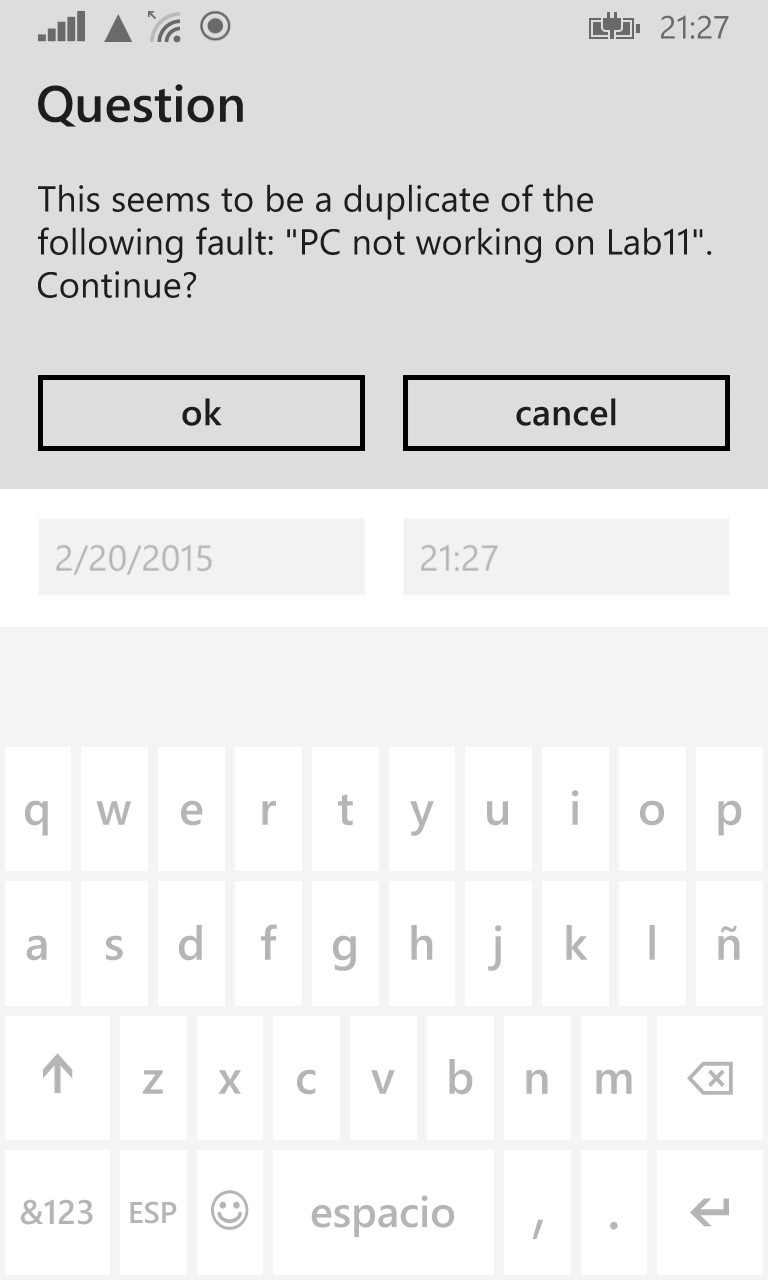 21:27
Question
This seems to be a duplicate of the
following fault: "PC not working on Lab11".
Continue?
ok cancel
2/20/2015 21:27
q w e r t y u i o p
a s d f g h j k l ñ
z x c v b n m
&123 ESP espacio , .